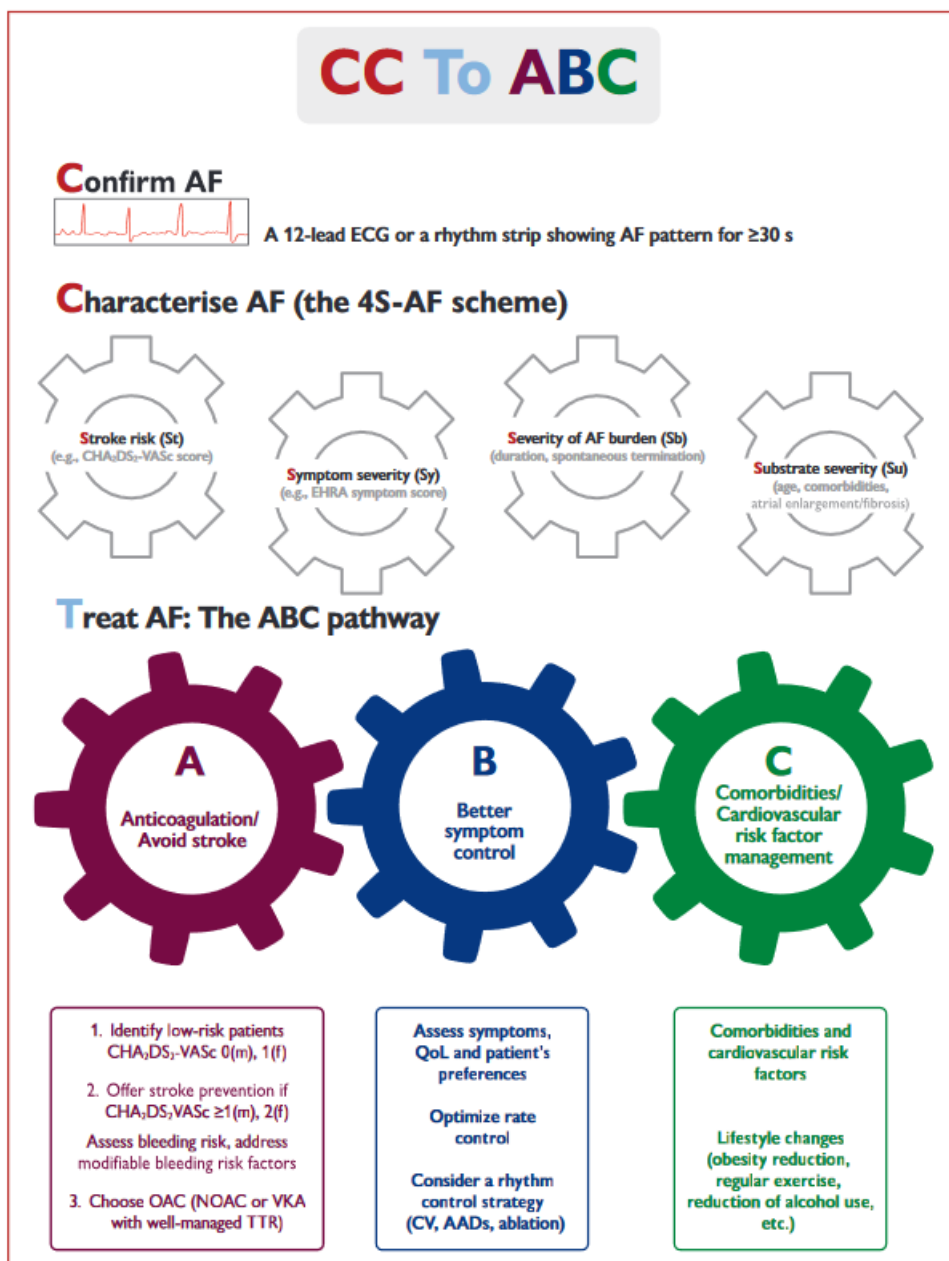 CC To ABC
Confirm AF
A 12-lead ECG or a rhythm strip showing AF pattern for ≥30 s
Characterise AF (the 4S-AF scheme)
Stroke risk (St)
(e.g., CHA₂DS₂-VASc score)
Symptom severity (Sy)
(e.g., EHRA symptom score)
Severity of AF burden (Sb)
(duration, spontaneous termination)
Substrate severity (Su)
(age, comorbidities,
atrial enlargement/fibrosis)
Treat AF: The ABC pathway
A
Anticoagulation/
Avoid stroke
B
Better
symptom
control
C
Comorbidities/
Cardiovascular
risk factor
management
1. Identify low-risk patients
CHA₂DS₂-VASc 0(m), 1(f)
2. Offer stroke prevention if
CHA₂DS₂VASc ≥1(m), 2(f)
Assess bleeding risk, address
modifiable bleeding risk factors
3. Choose OAC (NOAC or VKA
with well-managed TTR)
Assess symptoms,
QoL and patient's
preferences
Optimize rate
control
Consider a rhythm
control strategy
(CV, AADs, ablation)
Comorbidities and
cardiovascular risk
factors
Lifestyle changes
(obesity reduction,
regular exercise,
reduction of alcohol use,
etc.)